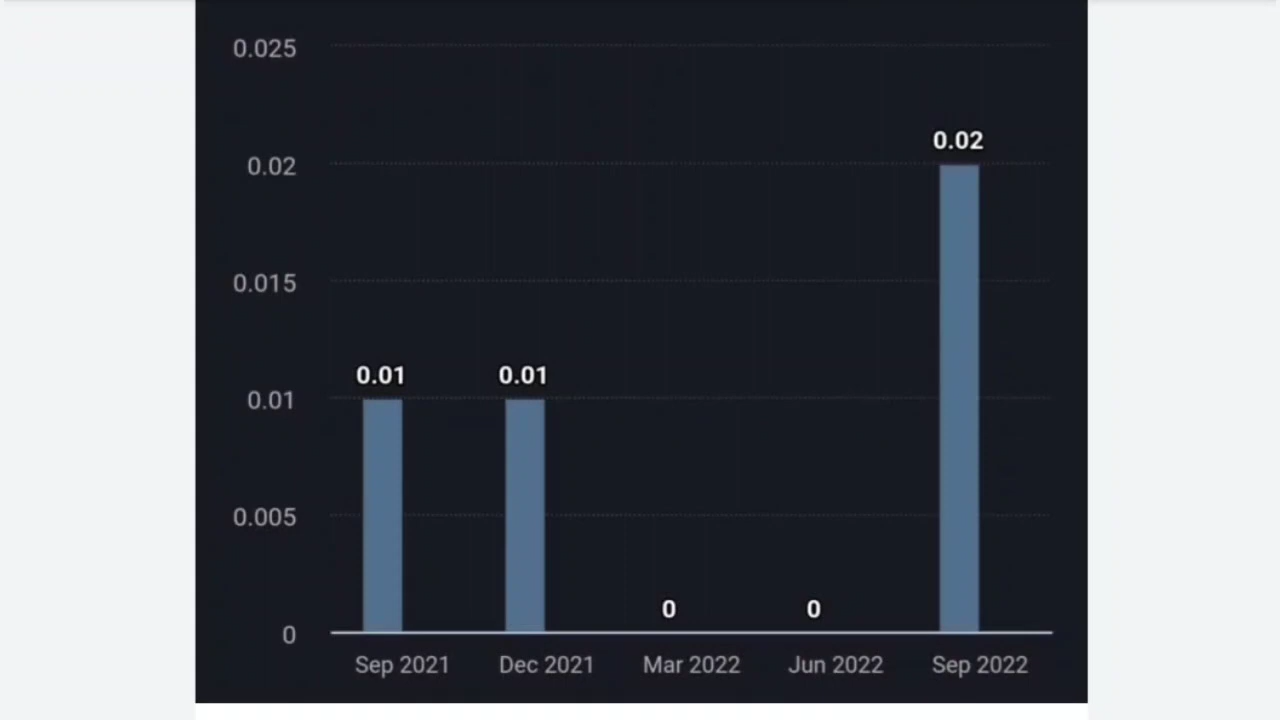 0.025
0.02
0.02
0.015
0.01
0.01
0.01
0.005
0
0
0
Sep 2021
Dec 2021
Mar 2022
Jun 2022
Sep 2022